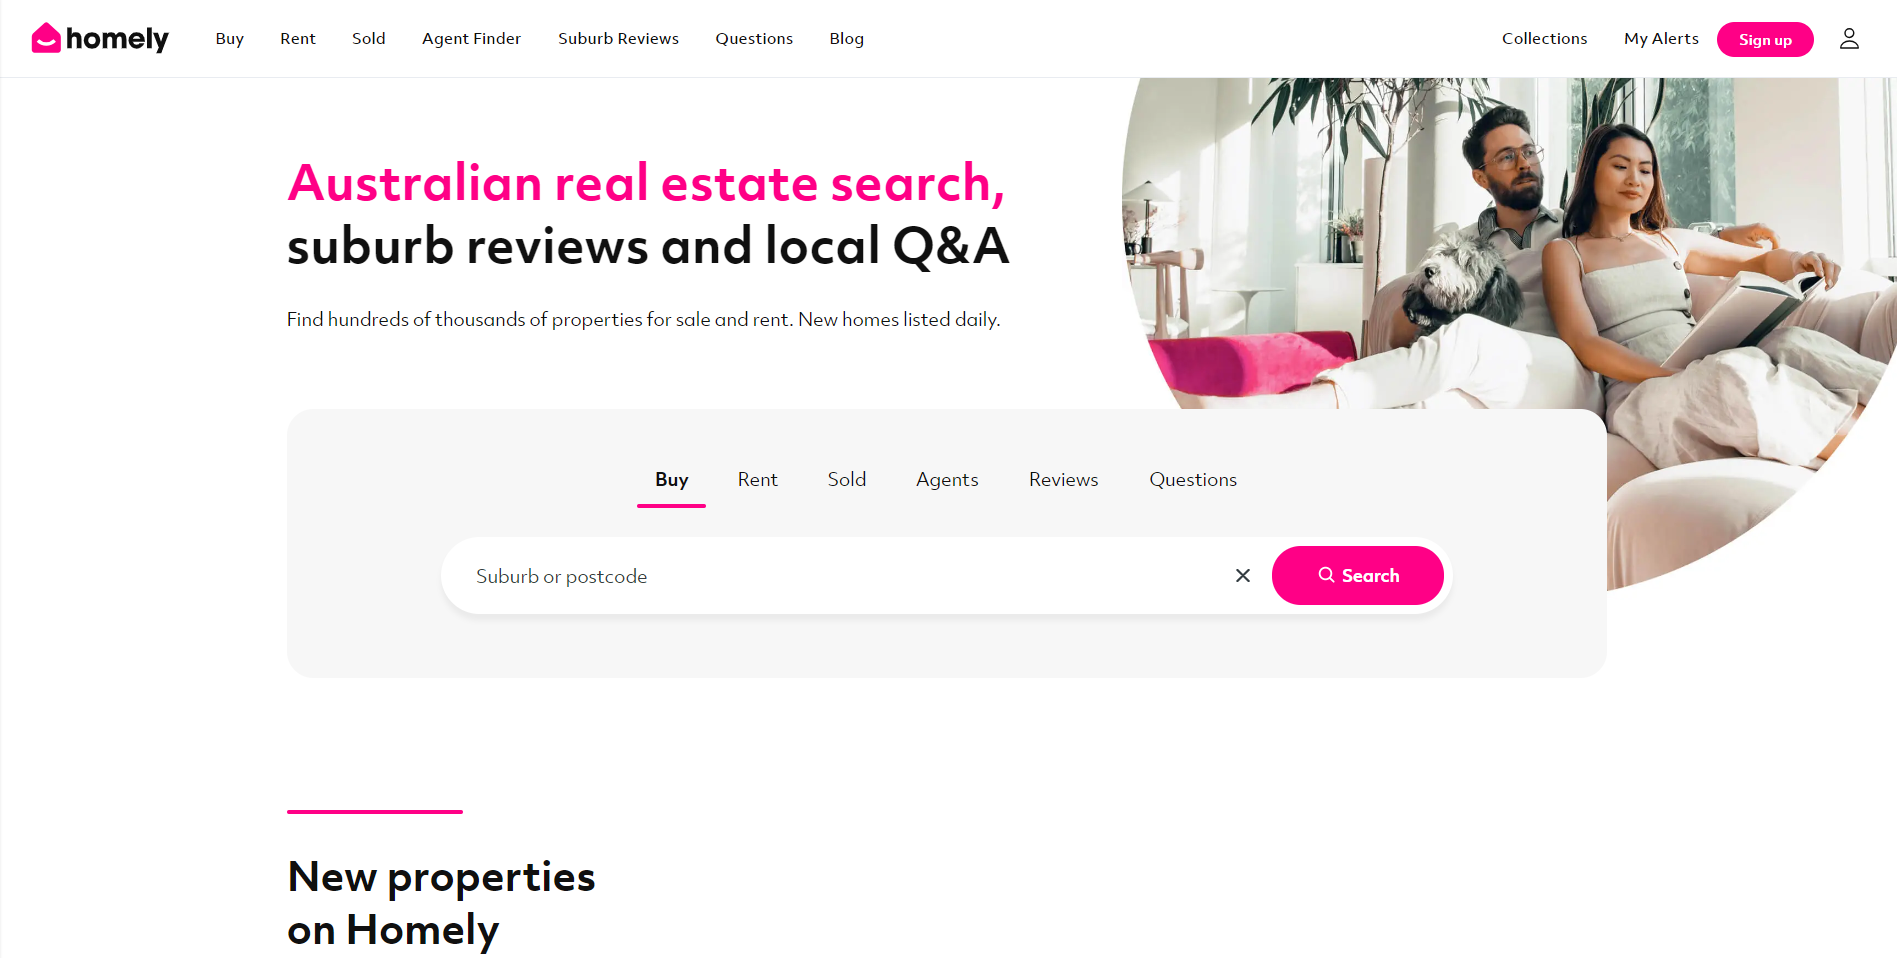 homely
Buy
Rent
Sold
Agent Finder
Suburb Reviews
Questions
Blog
Collections
My Alerts
Sign up
Australian real estate search,
suburb reviews and local Q&A
Find hundreds of thousands of properties for sale and rent. New homes listed daily.
Buy
Rent
Sold
Agents
Reviews
Questions
Suburb or postcode
Search
New properties
on Homely